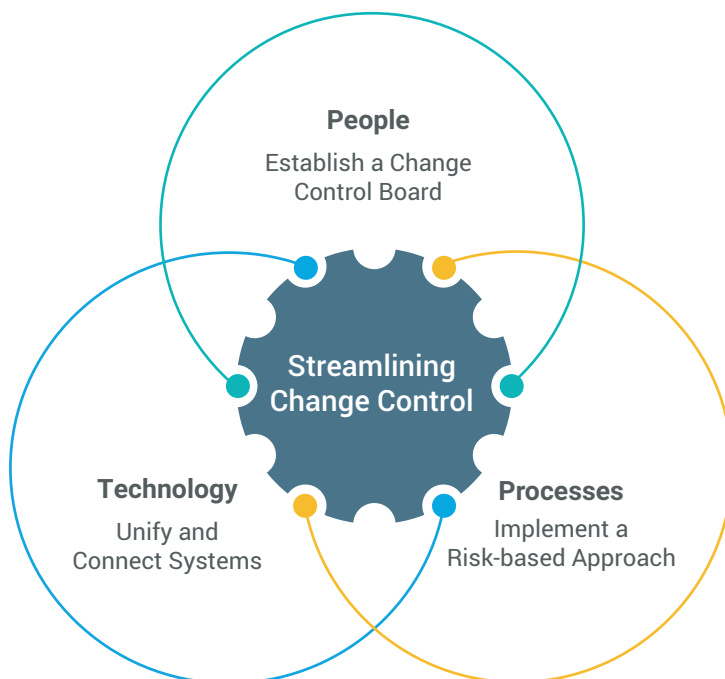 People
Establish a Change
Control Board
Streamlining
Change Control
Technology
Unify and
Connect Systems
Processes
Implement a
Risk-based Approach